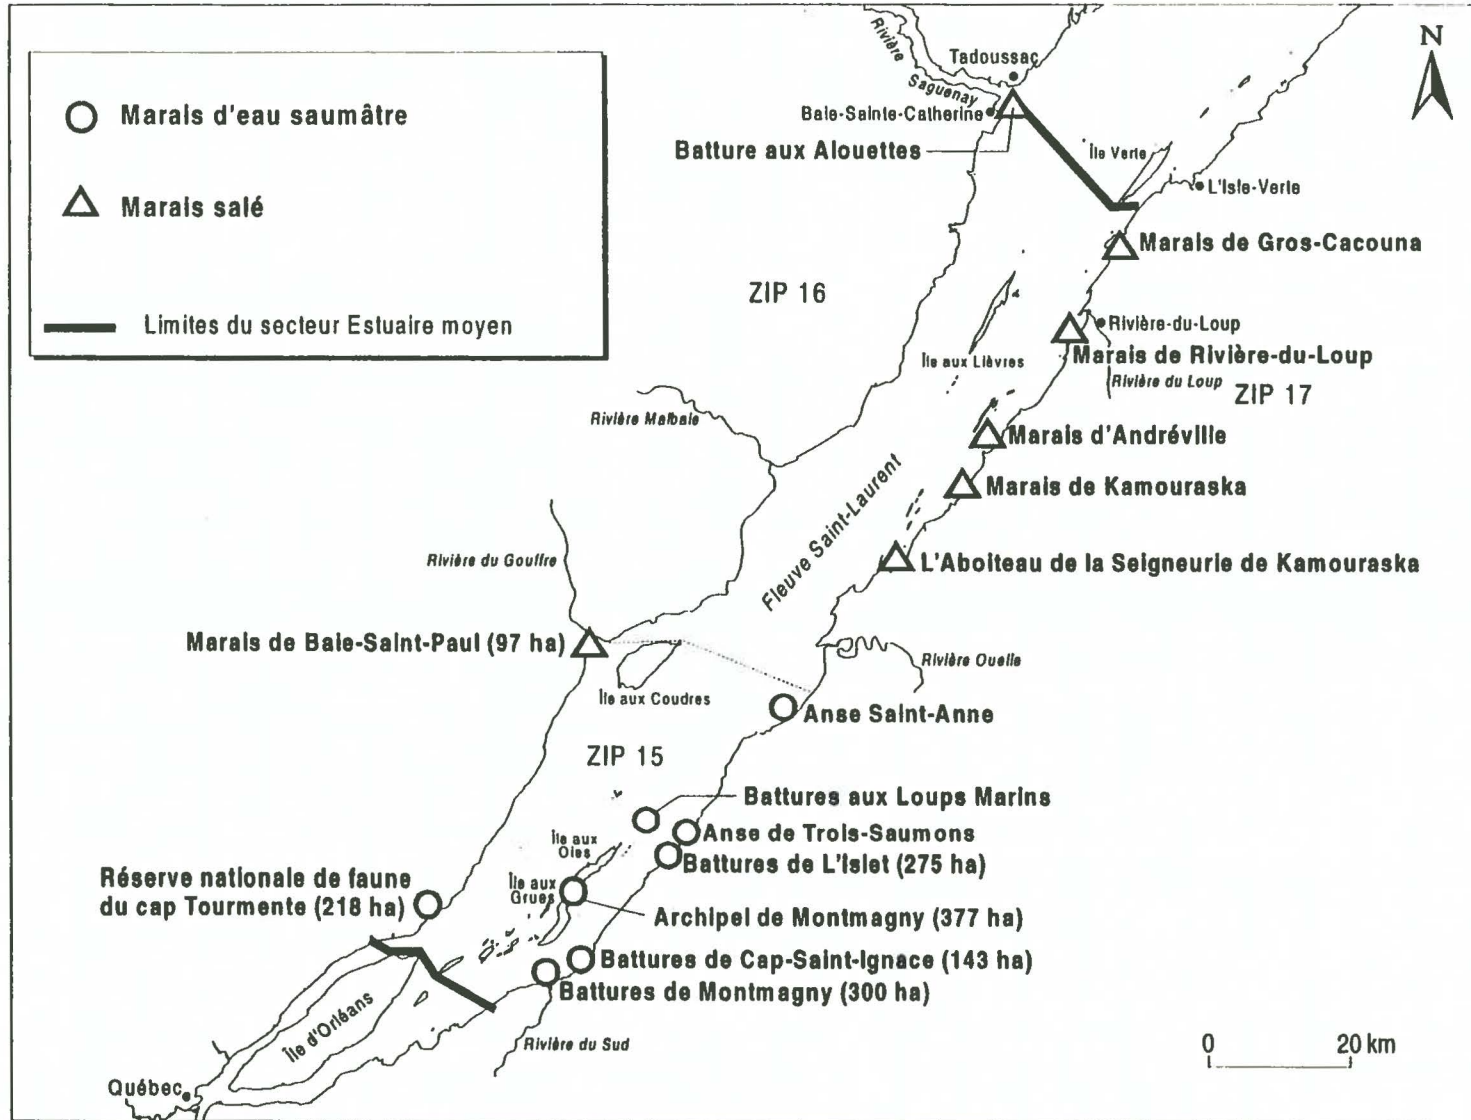 N
Marais d'eau saumâtre
Marais salé
Limites du secteur Estuaire moyen
Rivière
Saguenay
Tadoussac
Baie-Sainte-Catherine
Batture aux Alouettes
Île Verte
L'Isle-Verte
Marais de Gros-Cacouna
ZIP 16
Rivière-du-Loup
Marais de Rivière-du-Loup
Île aux Lièvres
Rivière du Loup
ZIP 17
Rivière Malbaie
Marais d'Andréville
Marais de Kamouraska
Fleuve Saint-Laurent
Rivière du Gouffre
L'Aboiteau de la Seigneurie de Kamouraska
Marais de Baie-Saint-Paul (97 ha)
Rivière Ouelle
Île aux Coudres
Anse Saint-Anne
ZIP 15
Battures aux Loups Marins
Anse de Trois-Saumons
Île aux
Oies
Battures de L'Islet (275 ha)
Réserve nationale de faune
du cap Tourmente (218 ha)
Île aux
Grues
Archipel de Montmagny (377 ha)
Battures de Cap-Saint-Ignace (143 ha)
Battures de Montmagny (300 ha)
Île d'Orléans
Rivière du Sud
Québec
0 20 km